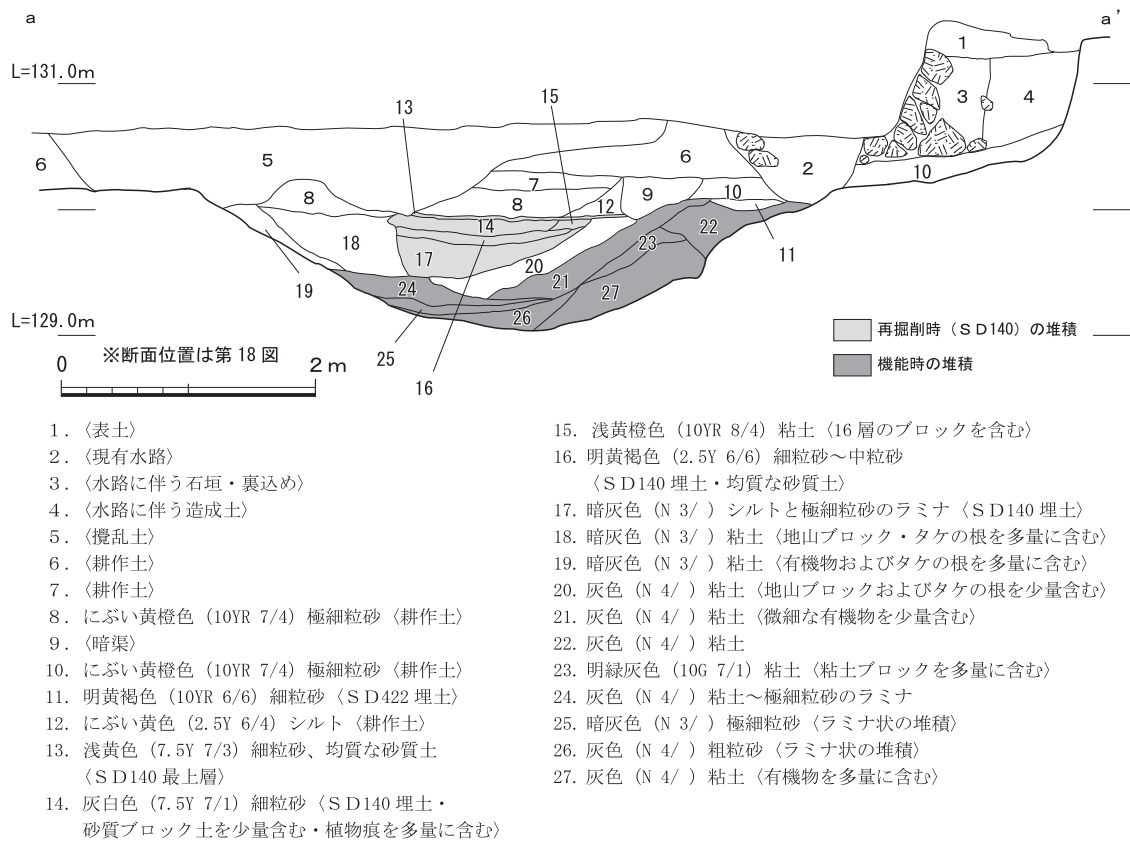 a
a’
L=131.0m
1
3
4
15
13
6
5
6
2
10
7
8
8
9
10
12
14
22
11
18
17
23
20
19
21
24
27
26
25
16
L=129.0m
※断面位置は第18図
0
2m
再掘削時（ＳＤ140）の堆積
機能時の堆積
1．〈表土〉
2．〈現有水路〉
3．〈水路に伴う石垣・裏込め〉
4．〈水路に伴う造成土〉
5．〈攪乱土〉
6．〈耕作土〉
7．〈耕作土〉
8．にぶい黄橙色（10YR 7/4）極細粒砂〈耕作土〉
9．〈暗渠〉
10．にぶい黄橙色（10YR 7/4）極細粒砂〈耕作土〉
11．明黄褐色（10YR 6/6）細粒砂〈ＳＤ422埋土〉
12．にぶい黄色（2.5Y 6/4）シルト〈耕作土〉
13．浅黄色（7.5Y 7/3）細粒砂、均質な砂質土
〈ＳＤ140最上層〉
14．灰白色（7.5Y 7/1）細粒砂〈ＳＤ140埋土・
砂質ブロック土を少量含む・植物痕を多量に含む〉
15．浅黄橙色（10YR 8/4）粘土〈16層のブロックを含む〉
16．明黄褐色（2.5Y 6/6）細粒砂～中粒砂
〈ＳＤ140埋土・均質な砂質土〉
17．暗灰色（N 3/ ）シルトと極細粒砂のラミナ〈ＳＤ140埋土〉
18．暗灰色（N 3/ ）粘土〈地山ブロック・タケの根を多量に含む〉
19．暗灰色（N 3/ ）粘土〈有機物およびタケの根を多量に含む〉
20．灰色（N 4/ ）粘土〈地山ブロックおよびタケの根を少量含む〉
21．灰色（N 4/ ）粘土〈微細な有機物を少量含む〉
22．灰色（N 4/ ）粘土
23．明緑灰色（10G 7/1）粘土〈粘土ブロックを多量に含む〉
24．灰色（N 4/ ）粘土～極細粒砂のラミナ
25．暗灰色（N 3/ ）極細粒砂〈ラミナ状の堆積〉
26．灰色（N 4/ ）粗粒砂〈ラミナ状の堆積〉
27．灰色（N 4/ ）粘土〈有機物を多量に含む〉